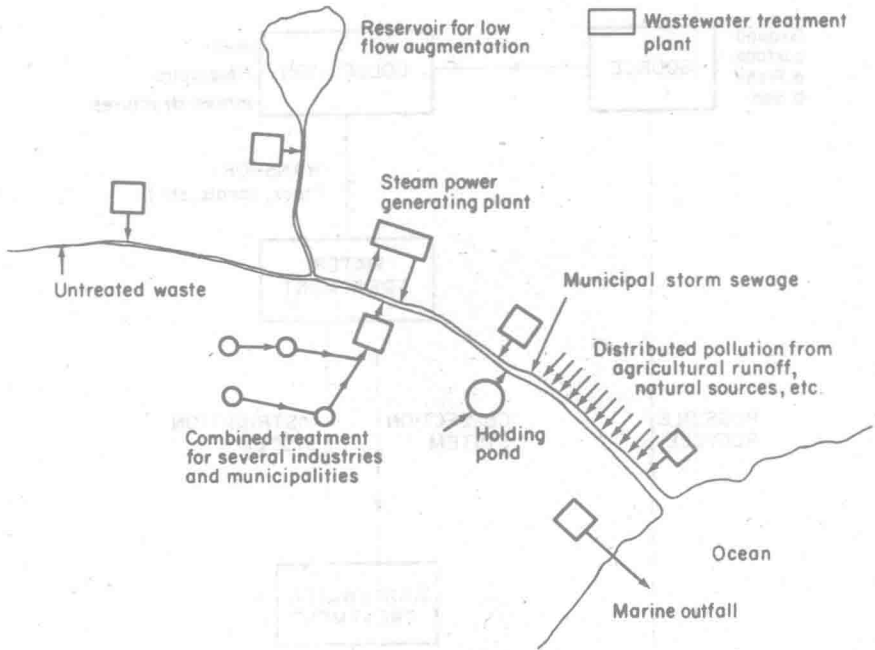 Reservoir for low
flow augmentation
Wastewater treatment
plant
Steam power
generating plant
Untreated waste
Municipal storm sewage
Distributed pollution from
agricultural runoff,
natural sources, etc.
Combined treatment
for several industries
and municipalities
Holding
pond
Ocean
Marine outfall